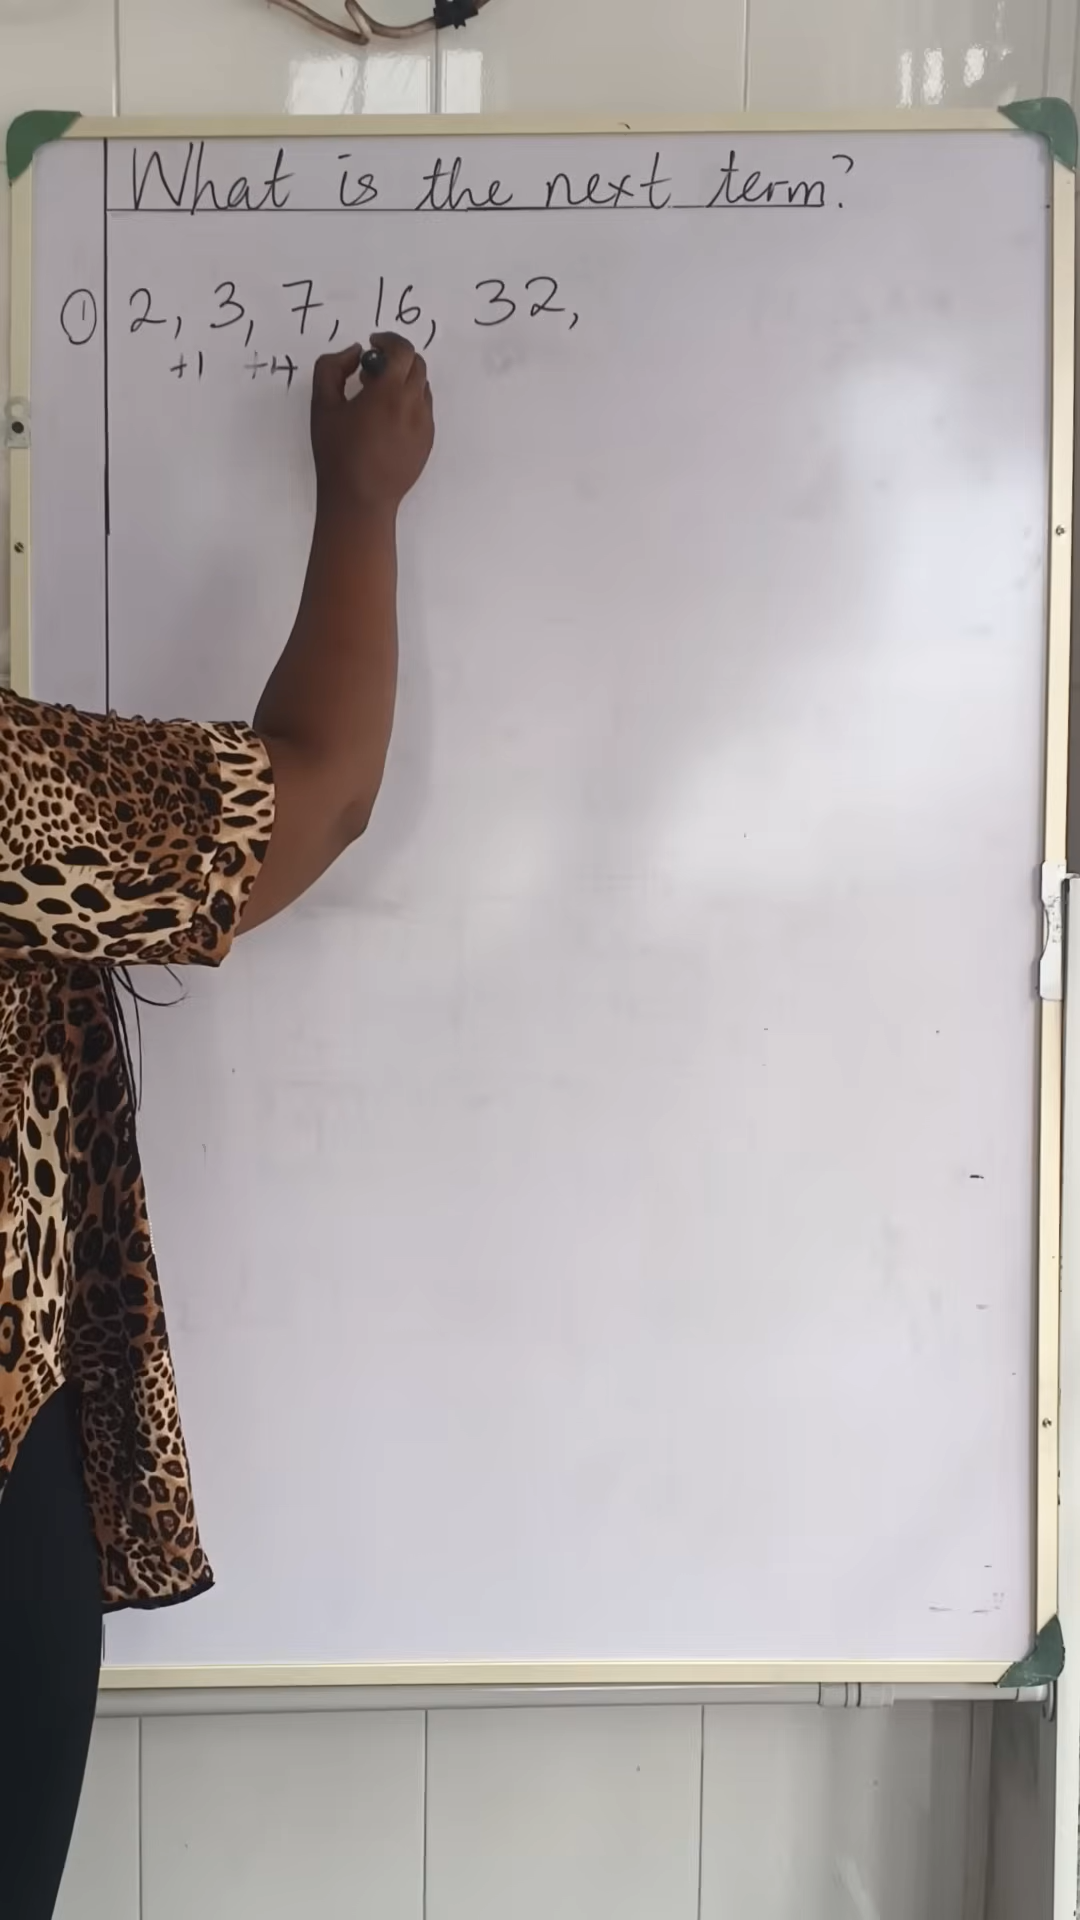 What is the next term?
① 2, 3, 7, 16, 32,
+1 +4